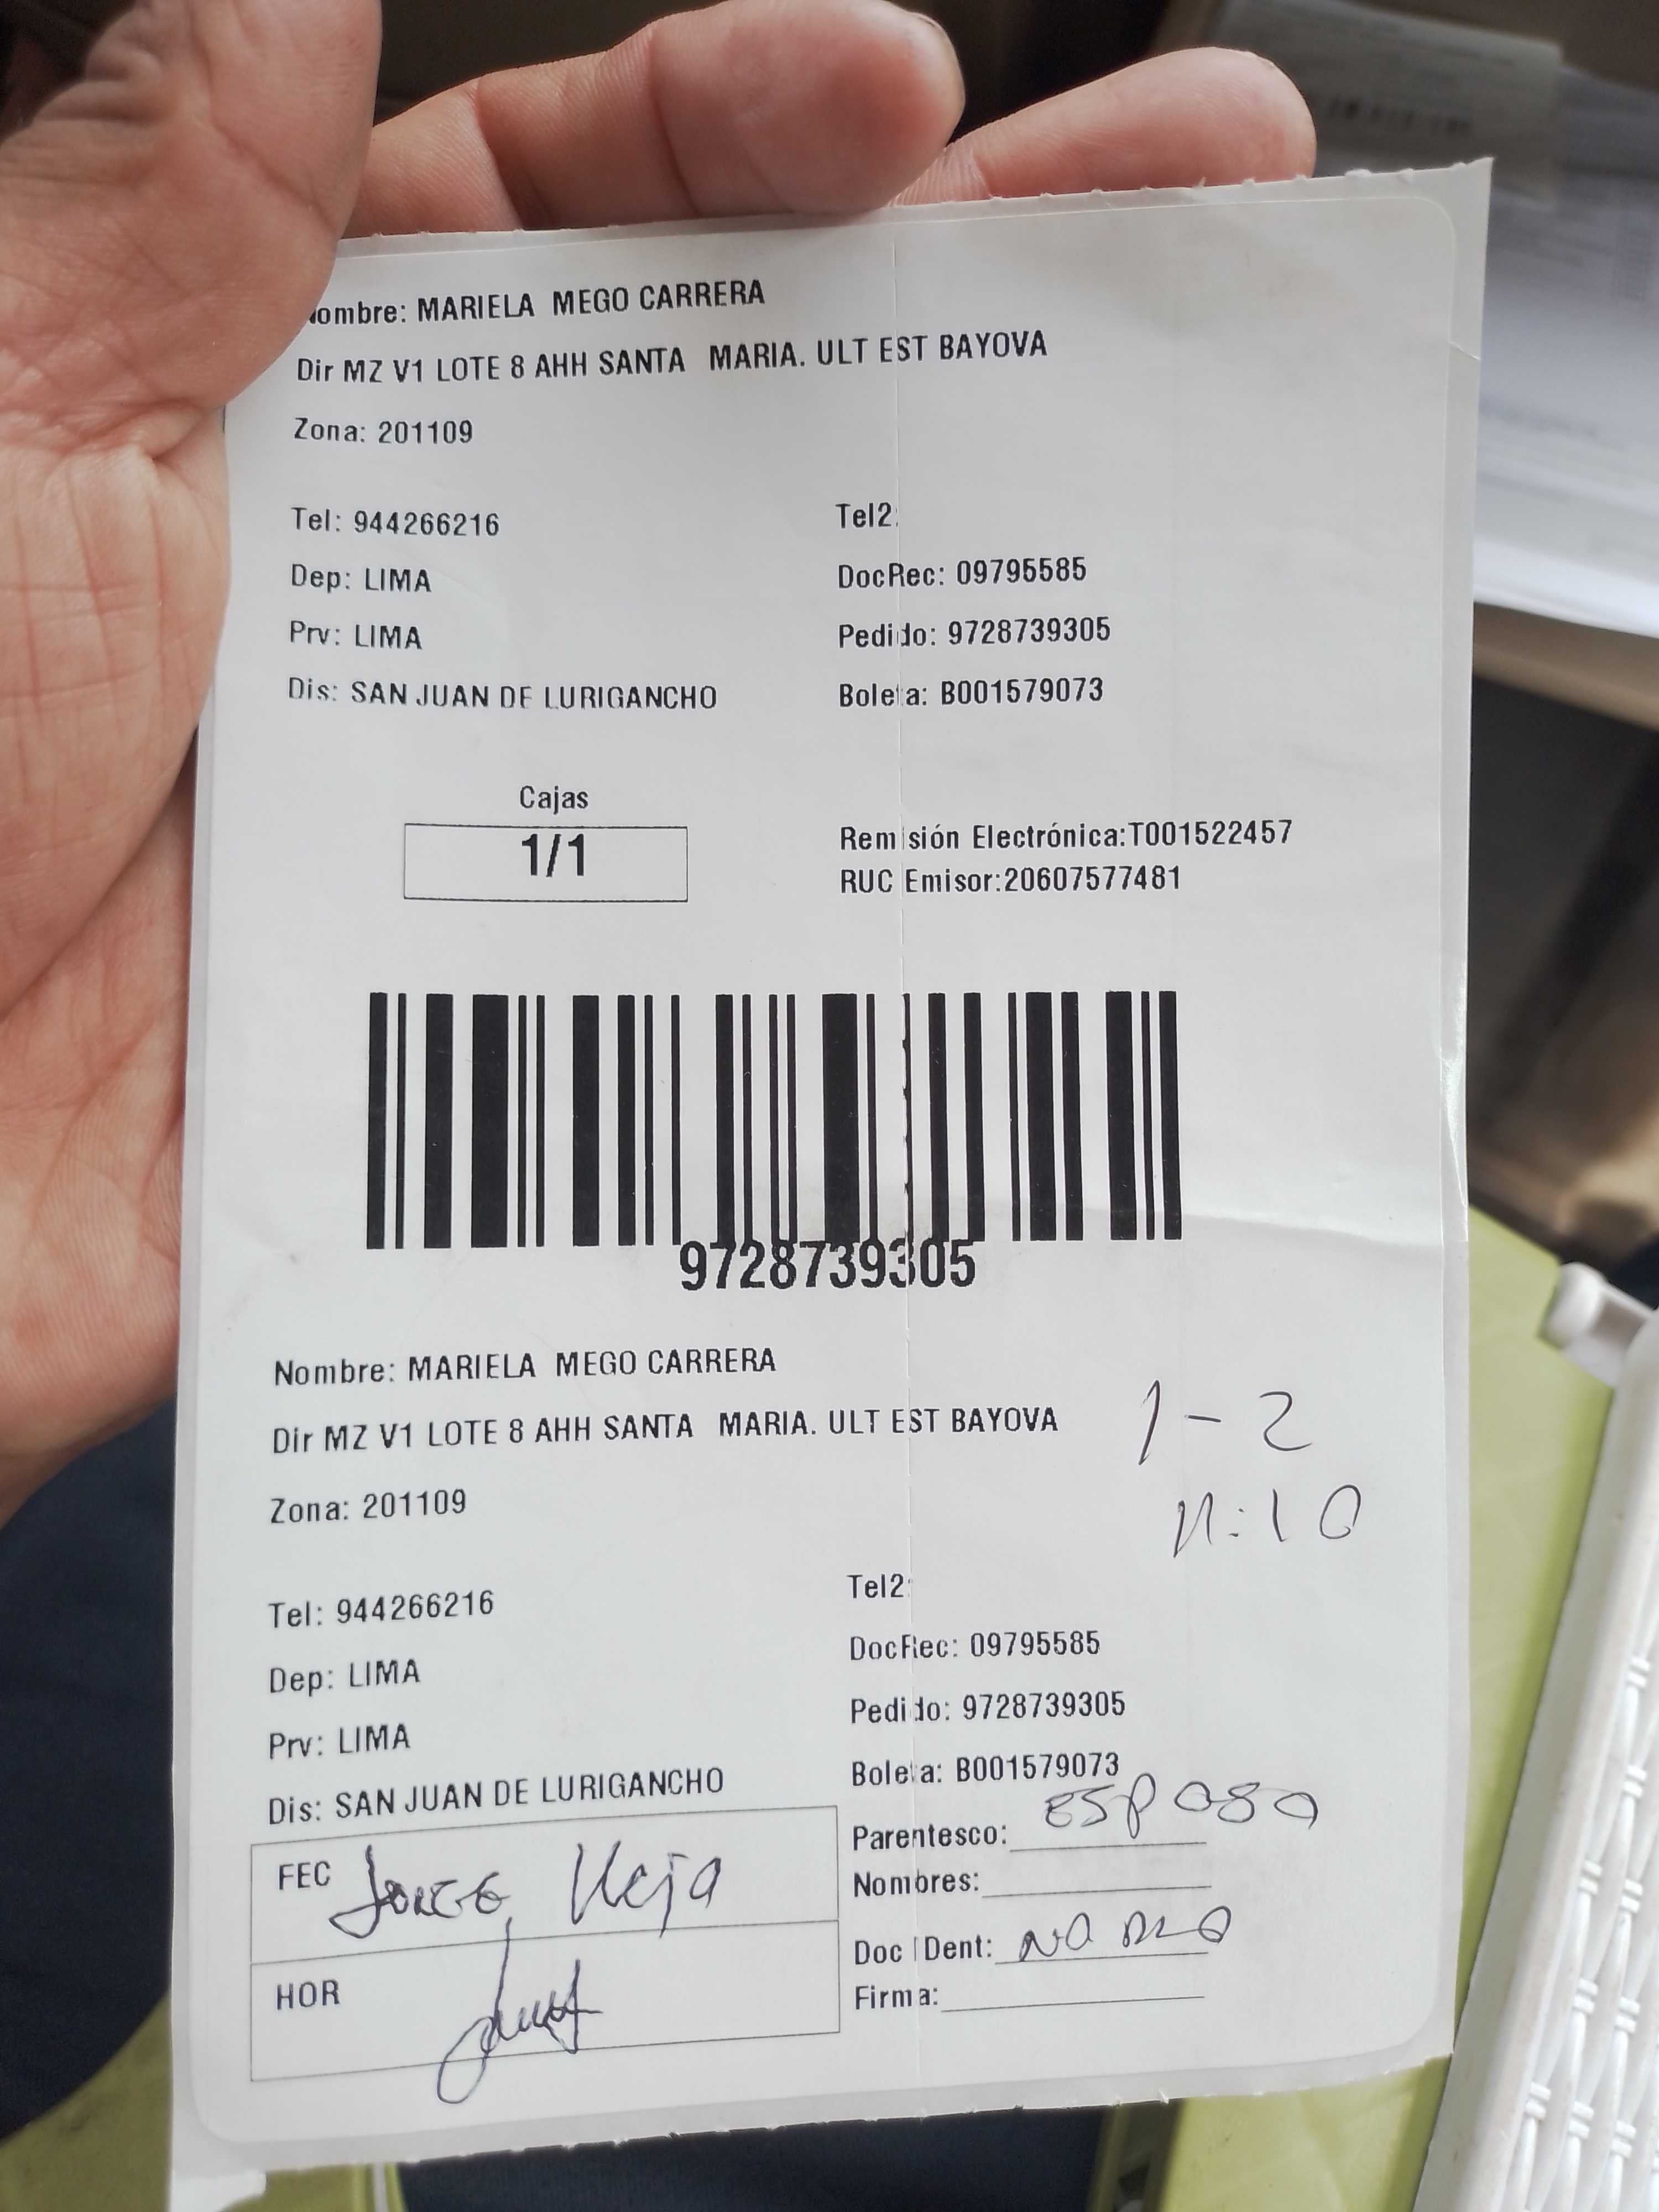 ombre: MARIELA MEGO CARRERA
Dir MZ V1 LOTE 8 AHH SANTA MARIA. ULT EST BAYOVA
Zona: 201109
Tel: 944266216 Tel2:
Dep: LIMA DocRec: 09795585
Prv: LIMA Pedido: 9728739305
Dis: SAN JUAN DE LURIGANCHO Boleta: B001579073
Cajas
1/1
Remisión Electrónica:T001522457
RUC Emisor:20607577481
9728739305
Nombre: MARIELA MEGO CARRERA
Dir MZ V1 LOTE 8 AHH SANTA MARIA. ULT EST BAYOVA
1-2
Zona: 201109
Tel: 944266216 Tel2:
Dep: LIMA DocRec: 09795585
Prv: LIMA Pedido: 9728739305
Dis: SAN JUAN DE LURIGANCHO Boleta: B001579073
FEC JORGE
Parentesco: ESPOSO
Nombres:
HOR
Doc IDent: NO
Firma: